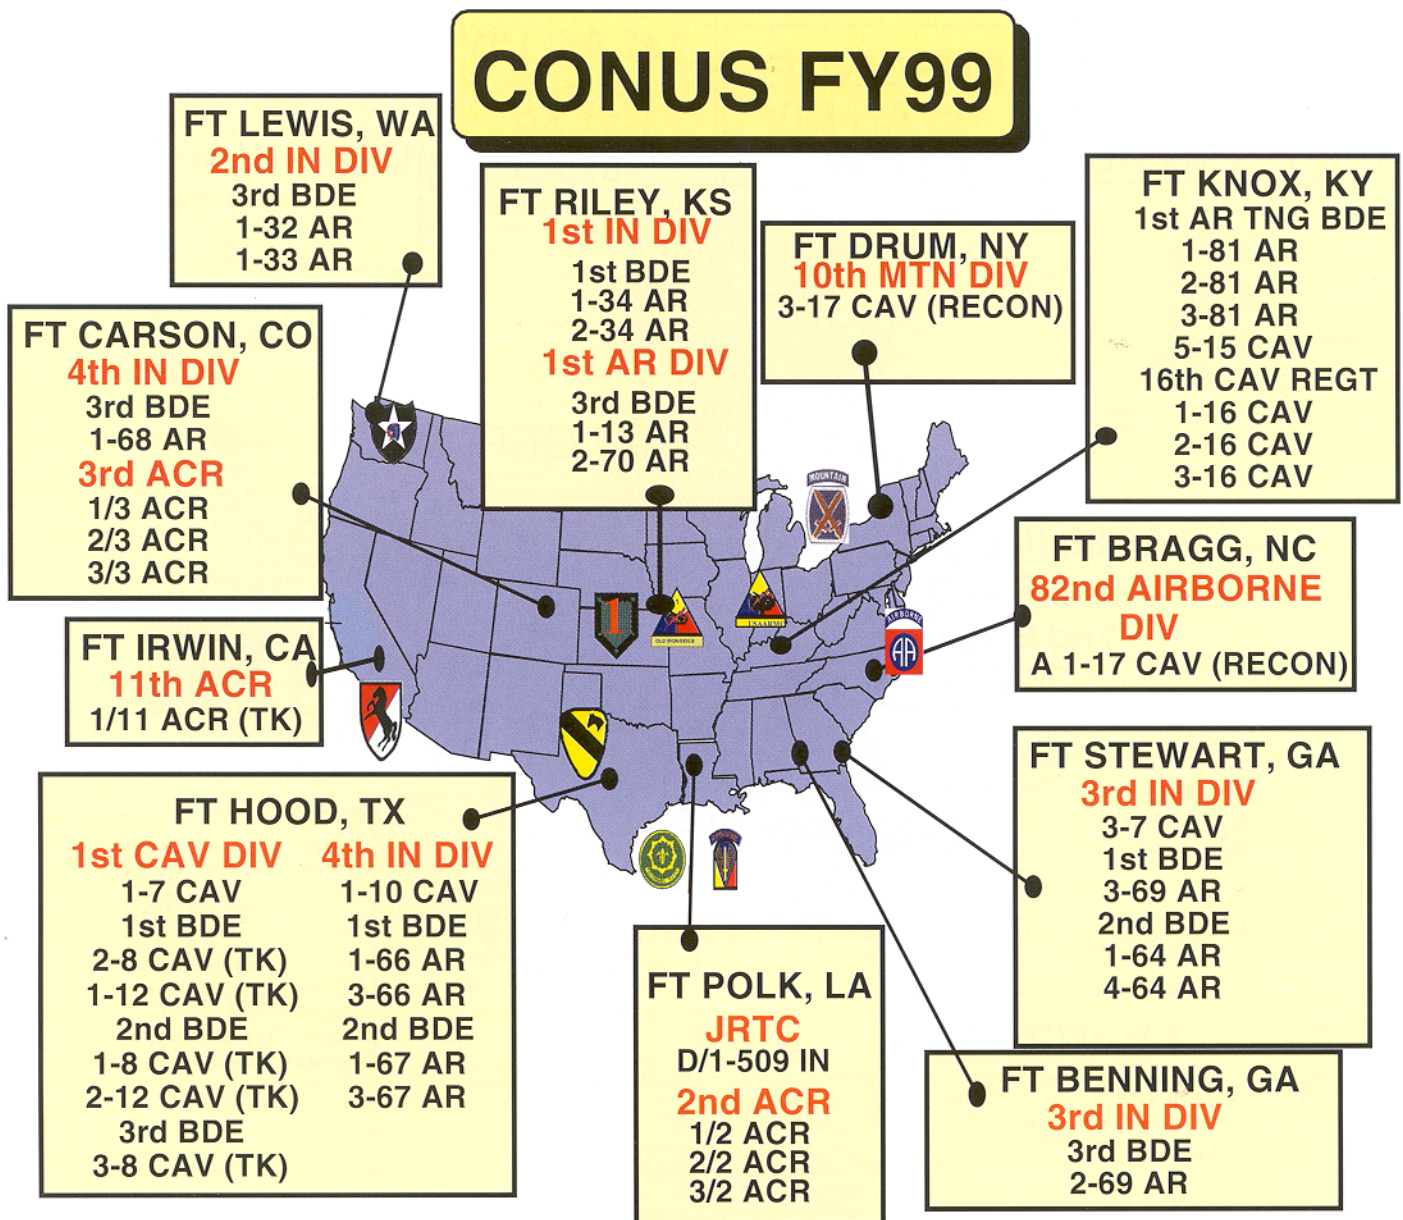 CONUS FY99
FT LEWIS, WA
2nd IN DIV
3rd BDE
1-32 AR
1-33 AR
FT RILEY, KS
1st IN DIV
1st BDE
1-34 AR
2-34 AR
1st AR DIV
3rd BDE
1-13 AR
2-70 AR
FT DRUM, NY
10th MTN DIV
3-17 CAV (RECON)
FT KNOX, KY
1st AR TNG BDE
1-81 AR
2-81 AR
3-81 AR
5-15 CAV
16th CAV REGT
1-16 CAV
2-16 CAV
3-16 CAV
FT CARSON, CO
4th IN DIV
3rd BDE
1-68 AR
3rd ACR
1/3 ACR
2/3 ACR
3/3 ACR
MOUNTAIN
FT BRAGG, NC
82nd AIRBORNE
DIV
A 1-17 CAV (RECON)
1
1
OLD IRONSIDES
USAARMC
AIRBORNE
AA
FT IRWIN, CA
11th ACR
1/11 ACR (TK)
FT STEWART, GA
3rd IN DIV
3-7 CAV
1st BDE
3-69 AR
2nd BDE
1-64 AR
4-64 AR
FT HOOD, TX
1st CAV DIV
1-7 CAV
1st BDE
2-8 CAV (TK)
1-12 CAV (TK)
2nd BDE
1-8 CAV (TK)
2-12 CAV (TK)
3rd BDE
3-8 CAV (TK)
4th IN DIV
1-10 CAV
1st BDE
1-66 AR
3-66 AR
2nd BDE
1-67 AR
3-67 AR
FT POLK, LA
JRTC
D/1-509 IN
2nd ACR
1/2 ACR
2/2 ACR
3/2 ACR
FT BENNING, GA
3rd IN DIV
3rd BDE
2-69 AR